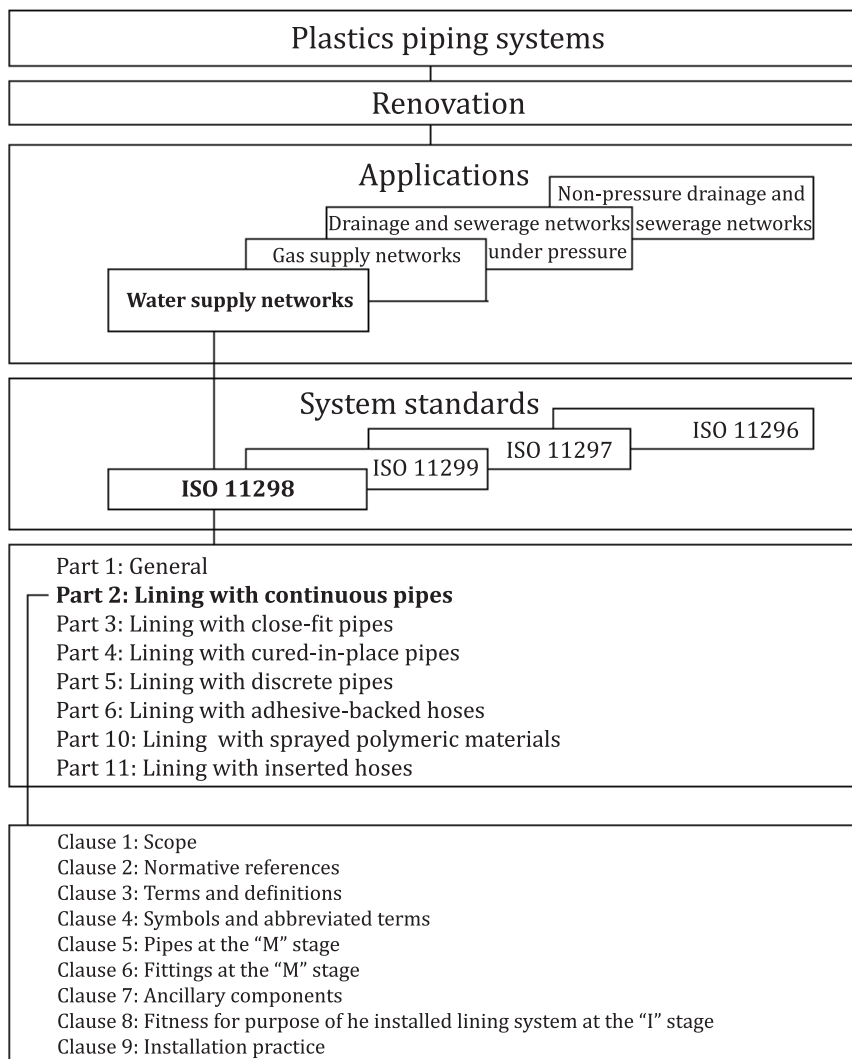 Plastics piping systems
Renovation
Applications
Non-pressure drainage and
sewerage networks
Drainage and sewerage networks
under pressure
Gas supply networks
Water supply networks
System standards
ISO 11296
ISO 11297
ISO 11299
ISO 11298
Part 1: General
Part 2: Lining with continuous pipes
Part 3: Lining with close-fit pipes
Part 4: Lining with cured-in-place pipes
Part 5: Lining with discrete pipes
Part 6: Lining with adhesive-backed hoses
Part 10: Lining  with sprayed polymeric materials
Part 11: Lining with inserted hoses
Clause 1: Scope
Clause 2: Normative references
Clause 3: Terms and definitions
Clause 4: Symbols and abbreviated terms
Clause 5: Pipes at the “M” stage
Clause 6: Fittings at the “M” stage
Clause 7: Ancillary components
Clause 8: Fitness for purpose of he installed lining system at the “I” stage
Clause 9: Installation practice